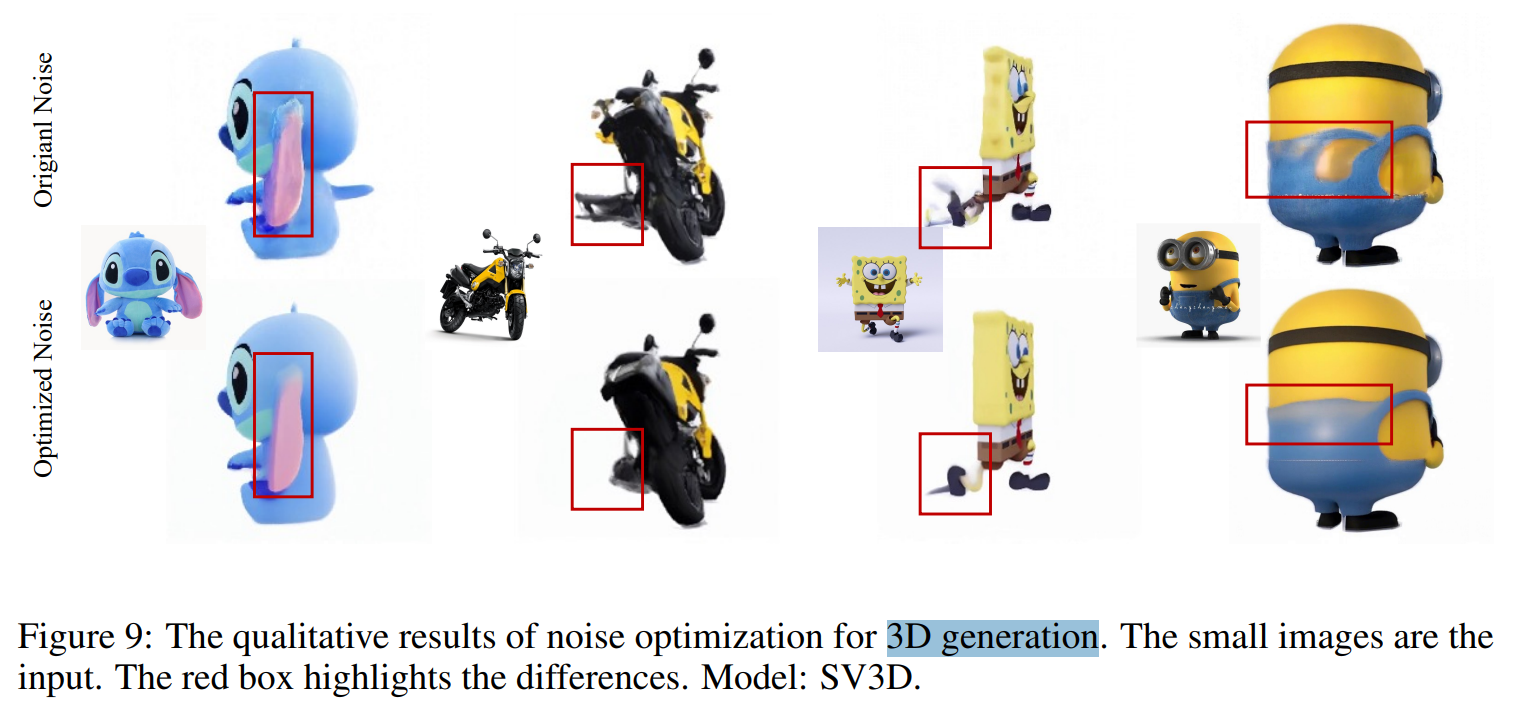 Origianl Noise
Optimized Noise
Figure 9: The qualitative results of noise optimization for 3D generation. The small images are the
input. The red box highlights the differences. Model: SV3D.